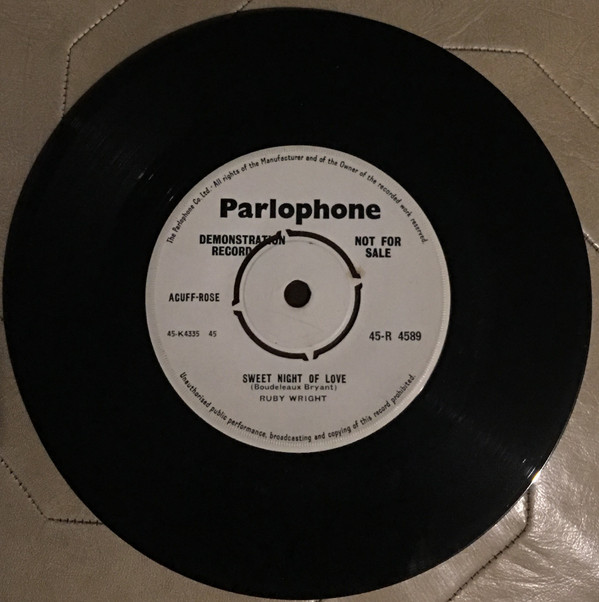 The Parlophone Co. Ltd - All rights of the Manufacturer and of the Owner of the recorded work reserved.
Parlophone
DEMONSTRATION NOT FOR
RECORD SALE
ACUFF-ROSE
45-K4335 45 45-R 4589
SWEET NIGHT OF LOVE
(Boudeleaux Bryant)
RUBY WRIGHT
Unauthorised public performance, broadcasting and copying of this record prohibited.